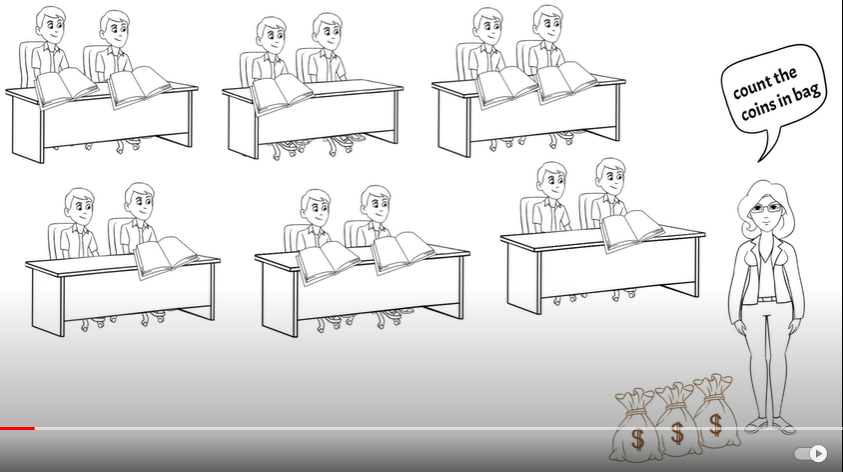 count the
coins in bag
$ $ $